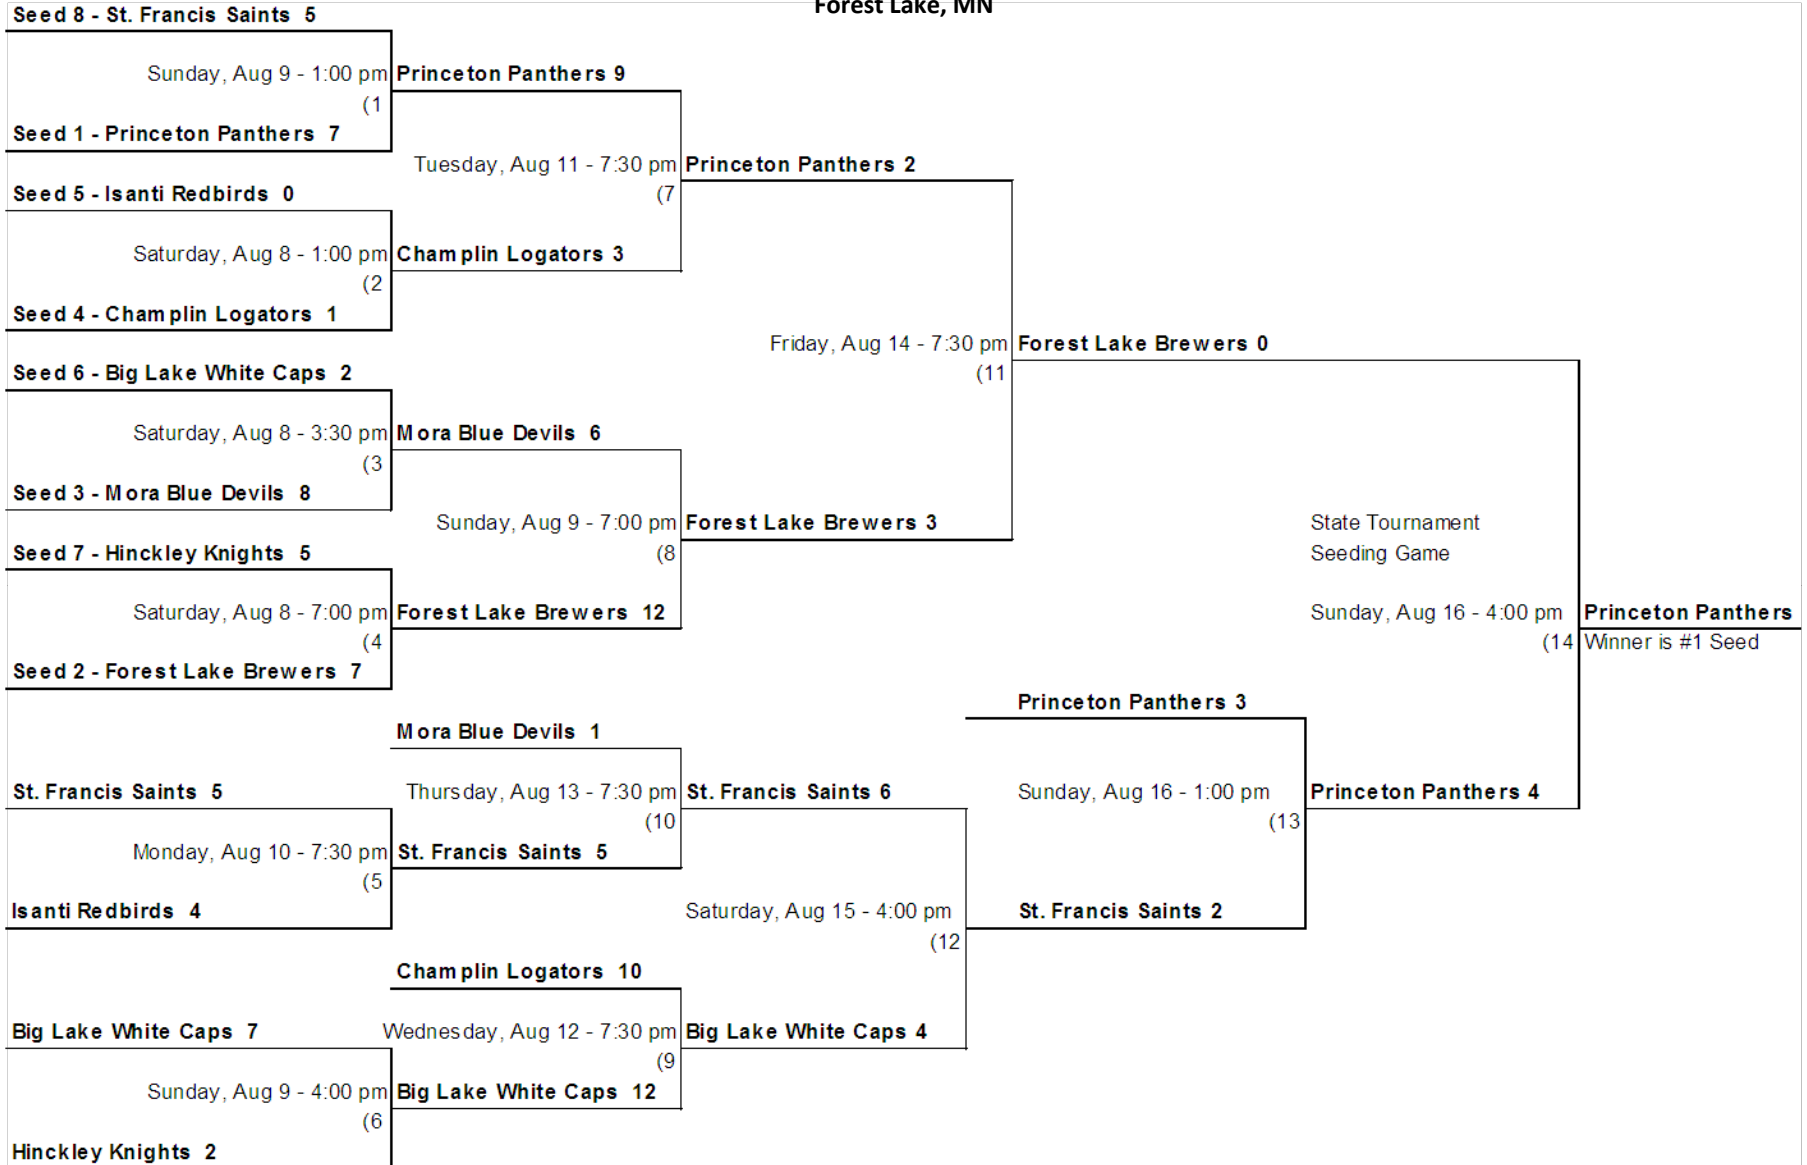 Forest Lake, MN
Seed 8 - St. Francis Saints 5
Sunday, Aug 9 - 1:00 pm
Princeton Panthers 9
(1
Seed 1 - Princeton Panthers 7
Tuesday, Aug 11 - 7:30 pm
Princeton Panthers 2
(7
Seed 5 - Isanti Redbirds 0
Saturday, Aug 8 - 1:00 pm
Champlin Logators 3
(2
Seed 4 - Champlin Logators 1
Friday, Aug 14 - 7:30 pm
Forest Lake Brewers 0
(11
Seed 6 - Big Lake White Caps 2
Saturday, Aug 8 - 3:30 pm
Mora Blue Devils 6
(3
Seed 3 - Mora Blue Devils 8
Sunday, Aug 9 - 7:00 pm
Forest Lake Brewers 3
(8
State Tournament
Seeding Game
Seed 7 - Hinckley Knights 5
Saturday, Aug 8 - 7:00 pm
Forest Lake Brewers 12
(4
Sunday, Aug 16 - 4:00 pm
Princeton Panthers
(14
Winner is #1 Seed
Seed 2 - Forest Lake Brewers 7
Princeton Panthers 3
Mora Blue Devils 1
St. Francis Saints 5
Thursday, Aug 13 - 7:30 pm
St. Francis Saints 6
Sunday, Aug 16 - 1:00 pm
Princeton Panthers 4
(10
(13
Monday, Aug 10 - 7:30 pm
St. Francis Saints 5
(5
Isanti Redbirds 4
Saturday, Aug 15 - 4:00 pm
St. Francis Saints 2
(12
Champlin Logators 10
Big Lake White Caps 7
Wednesday, Aug 12 - 7:30 pm
Big Lake White Caps 4
(9
Sunday, Aug 9 - 4:00 pm
Big Lake White Caps 12
(6
Hinckley Knights 2